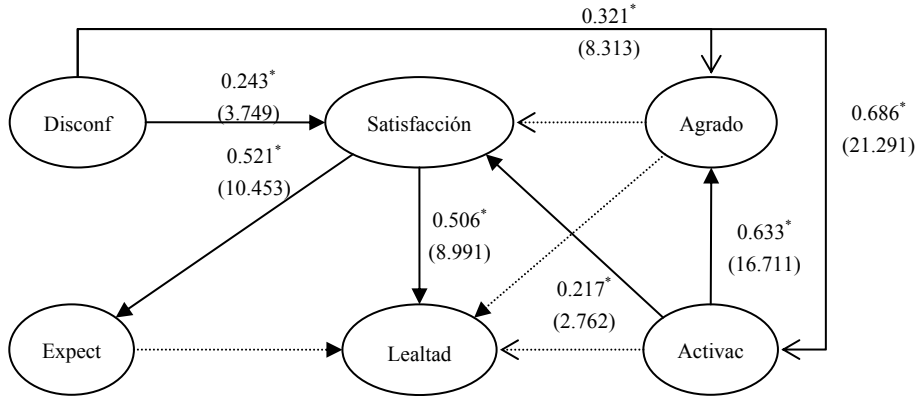 0.321*
(8.313)
0.243*
(3.749)
Disconf
Satisfacción
Agrado
0.686*
(21.291)
0.521*
(10.453)
0.506*
(8.991)
0.633*
(16.711)
0.217*
(2.762)
Expect
Lealtad
Activac